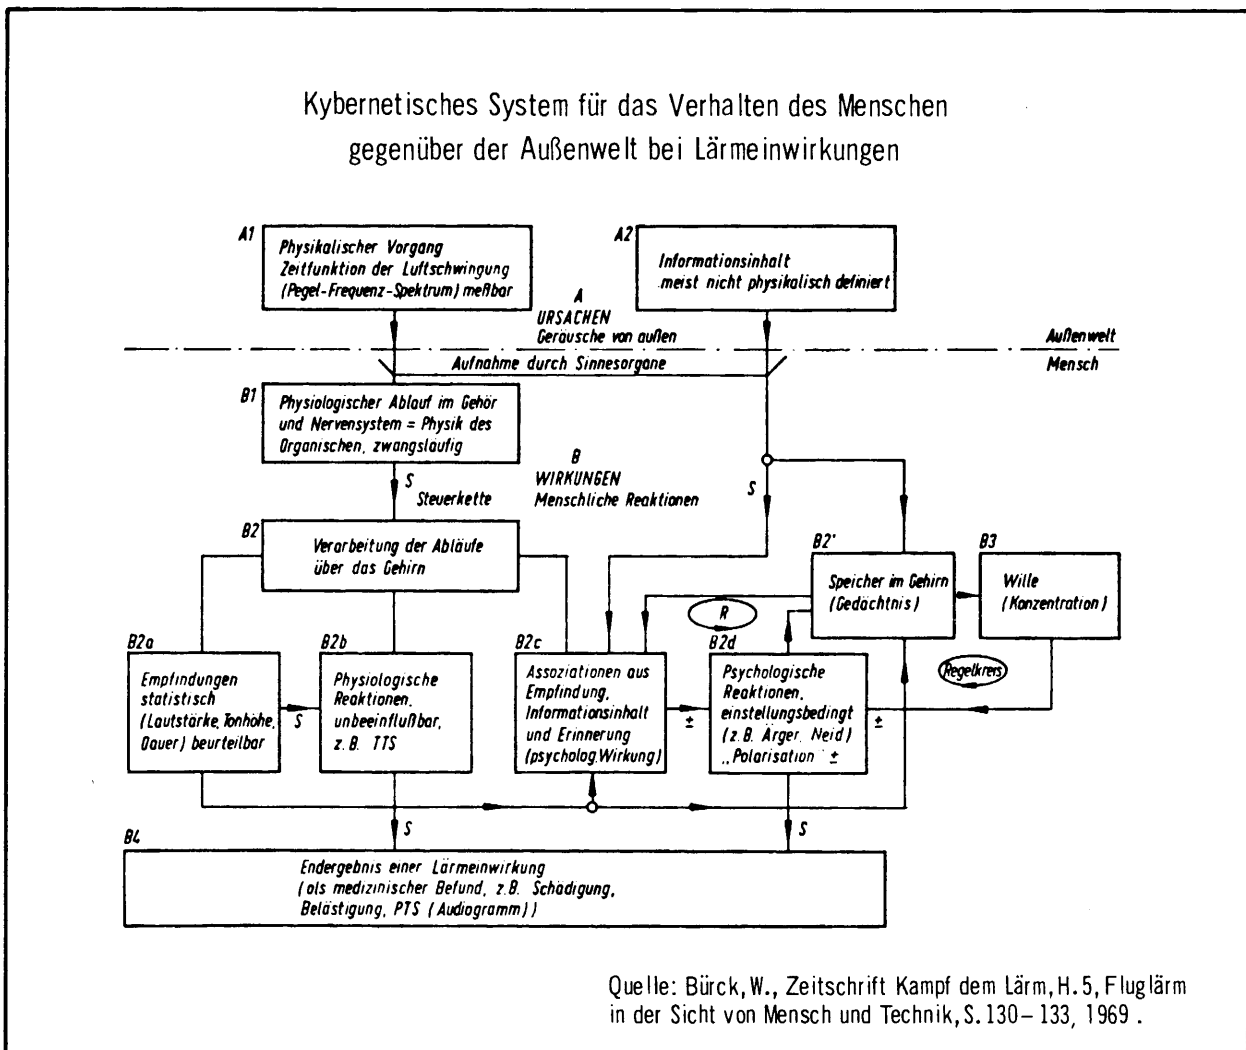 Kybernetisches System für das Verhalten des Menschen
gegenüber der Außenwelt bei Lärmeinwirkungen
A1
Physikalischer Vorgang
Zeitfunktion der Luftschwingung
(Pegel-Frequenz-Spektrum) meßbar
A2
Informationsinhalt
meist nicht physikalisch definiert
A
URSACHEN
Geräusche von außen
Außenwelt
Aufnahme durch Sinnesorgane
Mensch
B1
Physiologischer Ablauf im Gehör
und Nervensystem = Physik des
Organischen, zwangsläufig
B
WIRKUNGEN
Menschliche Reaktionen
S
Steuerkette
S
B2
Verarbeitung der Abläufe
über das Gehirn
B2'
Speicher im Gehirn
(Gedächtnis)
B3
Wille
(Konzentration)
R
Regelkreis
B2a
Empfindungen
statistisch
(Lautstärke, Tonhöhe,
Dauer) beurteilbar
S
B2b
Physiologische
Reaktionen,
unbeeinflußbar,
z.B. TTS
B2c
Assoziationen aus
Empfindung,
Informationsinhalt
und Erinnerung
(psycholog. Wirkung)
±
B2d
Psychologische
Reaktionen,
einstellungsbedingt
(z.B. Ärger, Neid)
„Polarisation" ±
±
S
S
B4
Endergebnis einer Lärmeinwirkung
(als medizinischer Befund, z.B. Schädigung,
Belästigung, PTS (Audiogramm))
Quelle: Bürck, W., Zeitschrift Kampf dem Lärm, H.5, Fluglärm
in der Sicht von Mensch und Technik, S. 130–133, 1969.